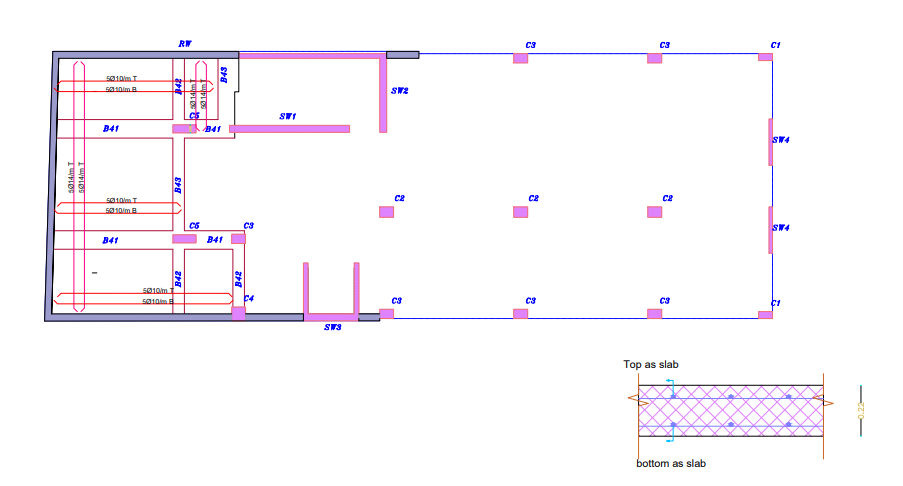 RW
C3
C3
C1
5Ø10/m T
5Ø10/m B
B42
B43
5Ø14/m T
5Ø14/m T
SW2
C5
B41
B41
SW1
SW4
5Ø14/m T
5Ø14/m T
B43
5Ø10/m T
5Ø10/m B
C2
C2
C2
C5
C3
B41
B41
SW4
B42
B42
5Ø10/m T
5Ø10/m B
C4
C3
C3
C3
C1
SW3
Top as slab
0.22
bottom as slab